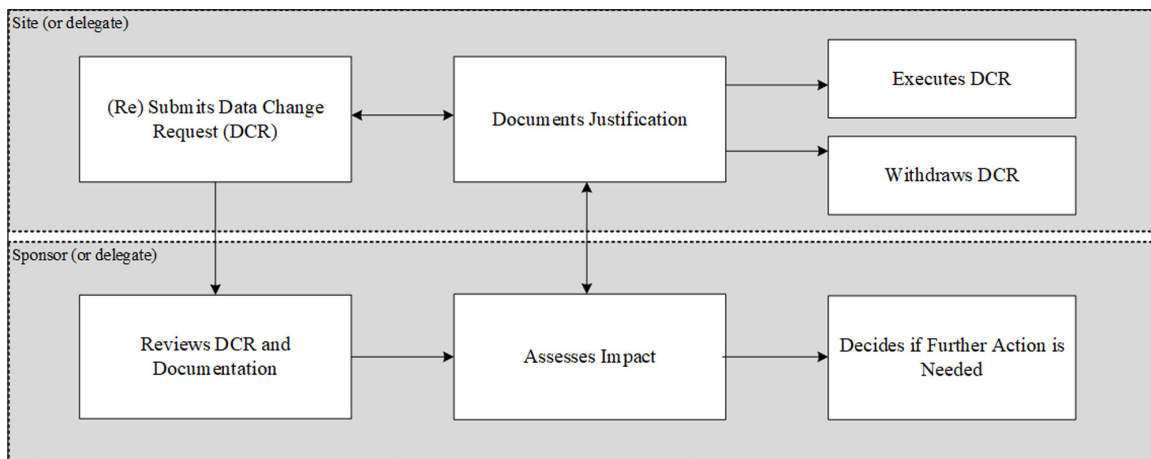 Site (or delegate)
(Re) Submits Data Change
Request (DCR)
Documents Justification
Executes DCR
Withdraws DCR
Sponsor (or delegate)
Reviews DCR and
Documentation
Assesses Impact
Decides if Further Action is
Needed